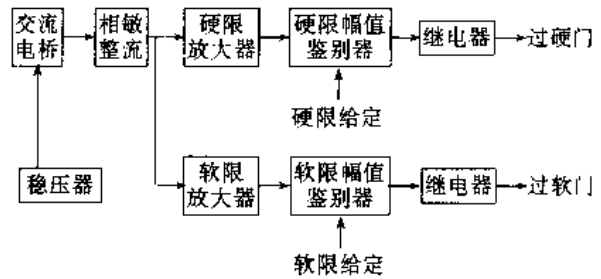 交流
电桥
相敏
整流
硬限
放大器
硬限幅值
鉴别器
继电器
过硬门
硬限给定
稳压器
软限
放大器
软限幅值
鉴别器
继电器
过软门
软限给定